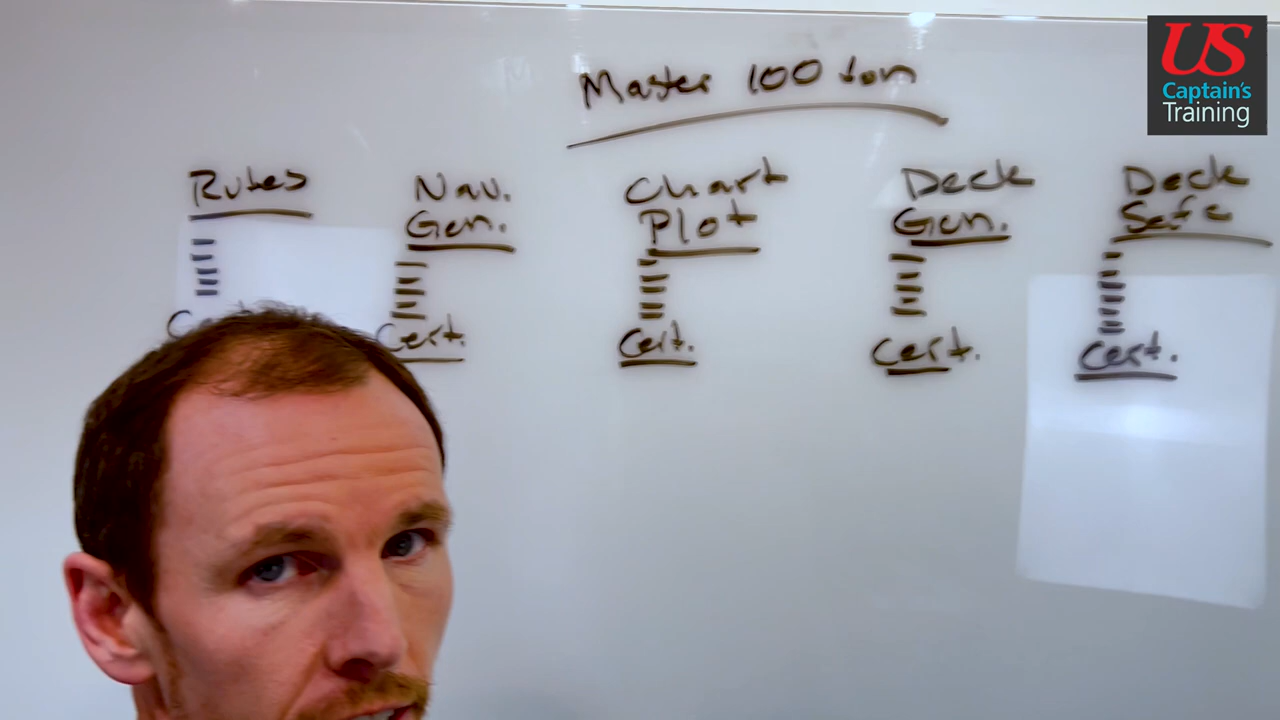 US
Captain's
Training
Master 100 ton
Rules
Nav.
Gen.
Chart
Plot
Deck
Gen.
Deck
Safe
Cert.
Cert.
Cert.
Cert.